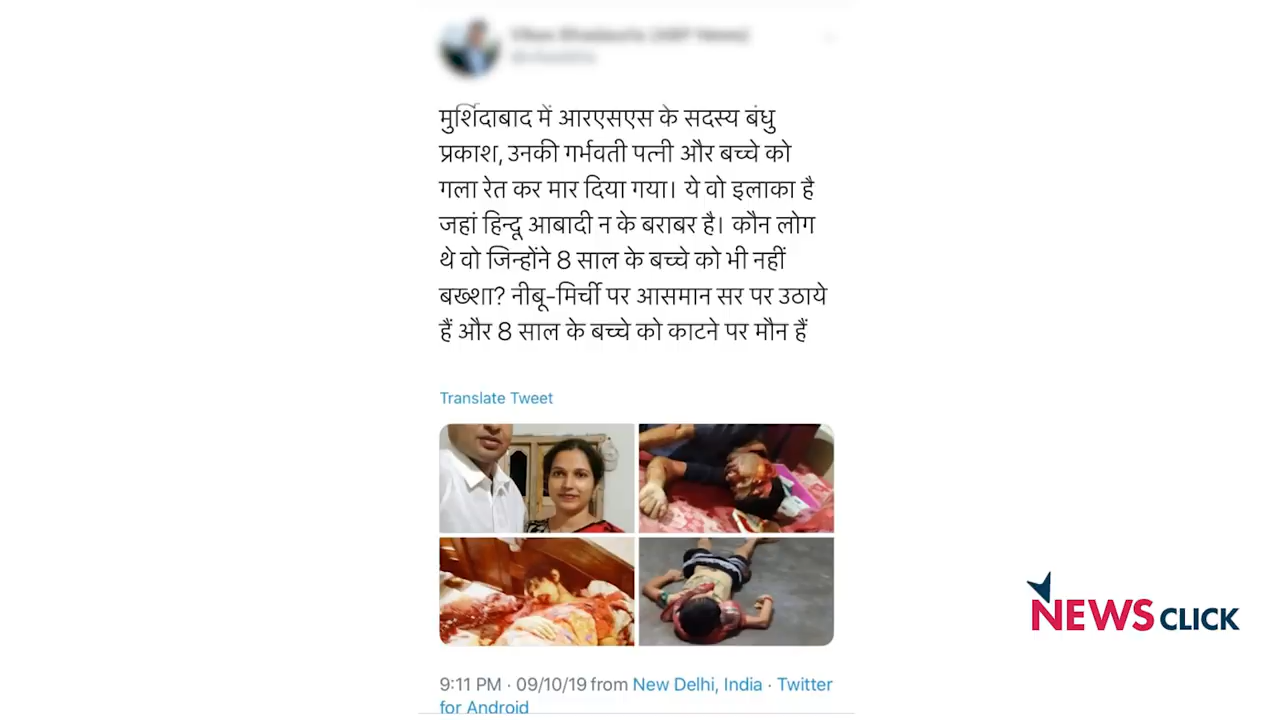 मुर्शिदाबाद में आरएसएस के सदस्य बंधु
प्रकाश, उनकी गर्भवती पत्नी और बच्चे को
गला रेत कर मार दिया गया। ये वो इलाका है
जहां हिन्दू आबादी न के बराबर है। कौन लोग
थे वो जिन्होंने 8 साल के बच्चे को भी नहीं
बख्शा? नीबू-मिर्ची पर आसमान सर पर उठाये
हैं और 8 साल के बच्चे को काटने पर मौन हैं
Translate Tweet
NEWS CLICK
9:11 PM · 09/10/19 from New Delhi, India · Twitter
for Android